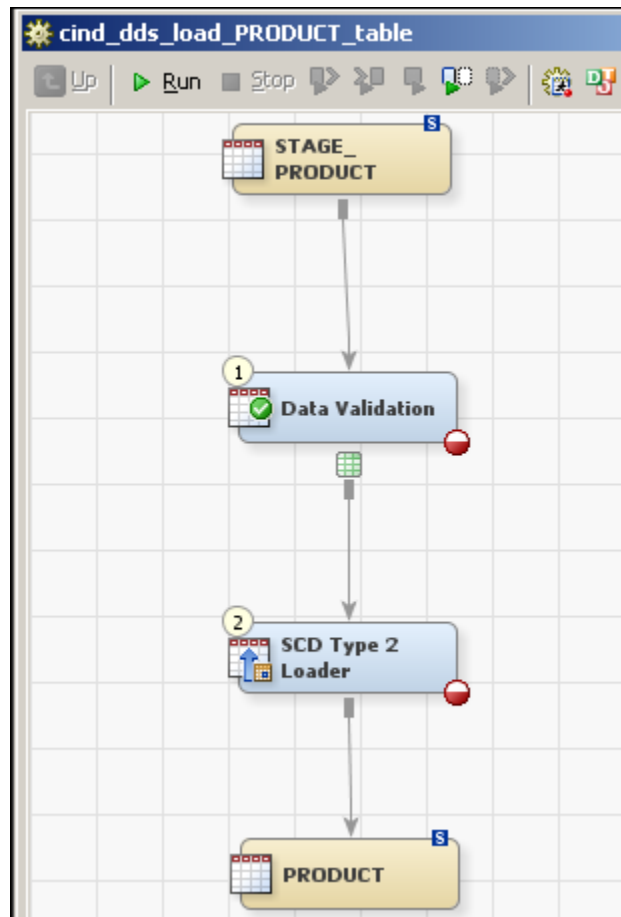 cind_dds_load_PRODUCT_table
Up Run Stop
S
STAGE_
PRODUCT
1
Data Validation
2
SCD Type 2
Loader
S
PRODUCT